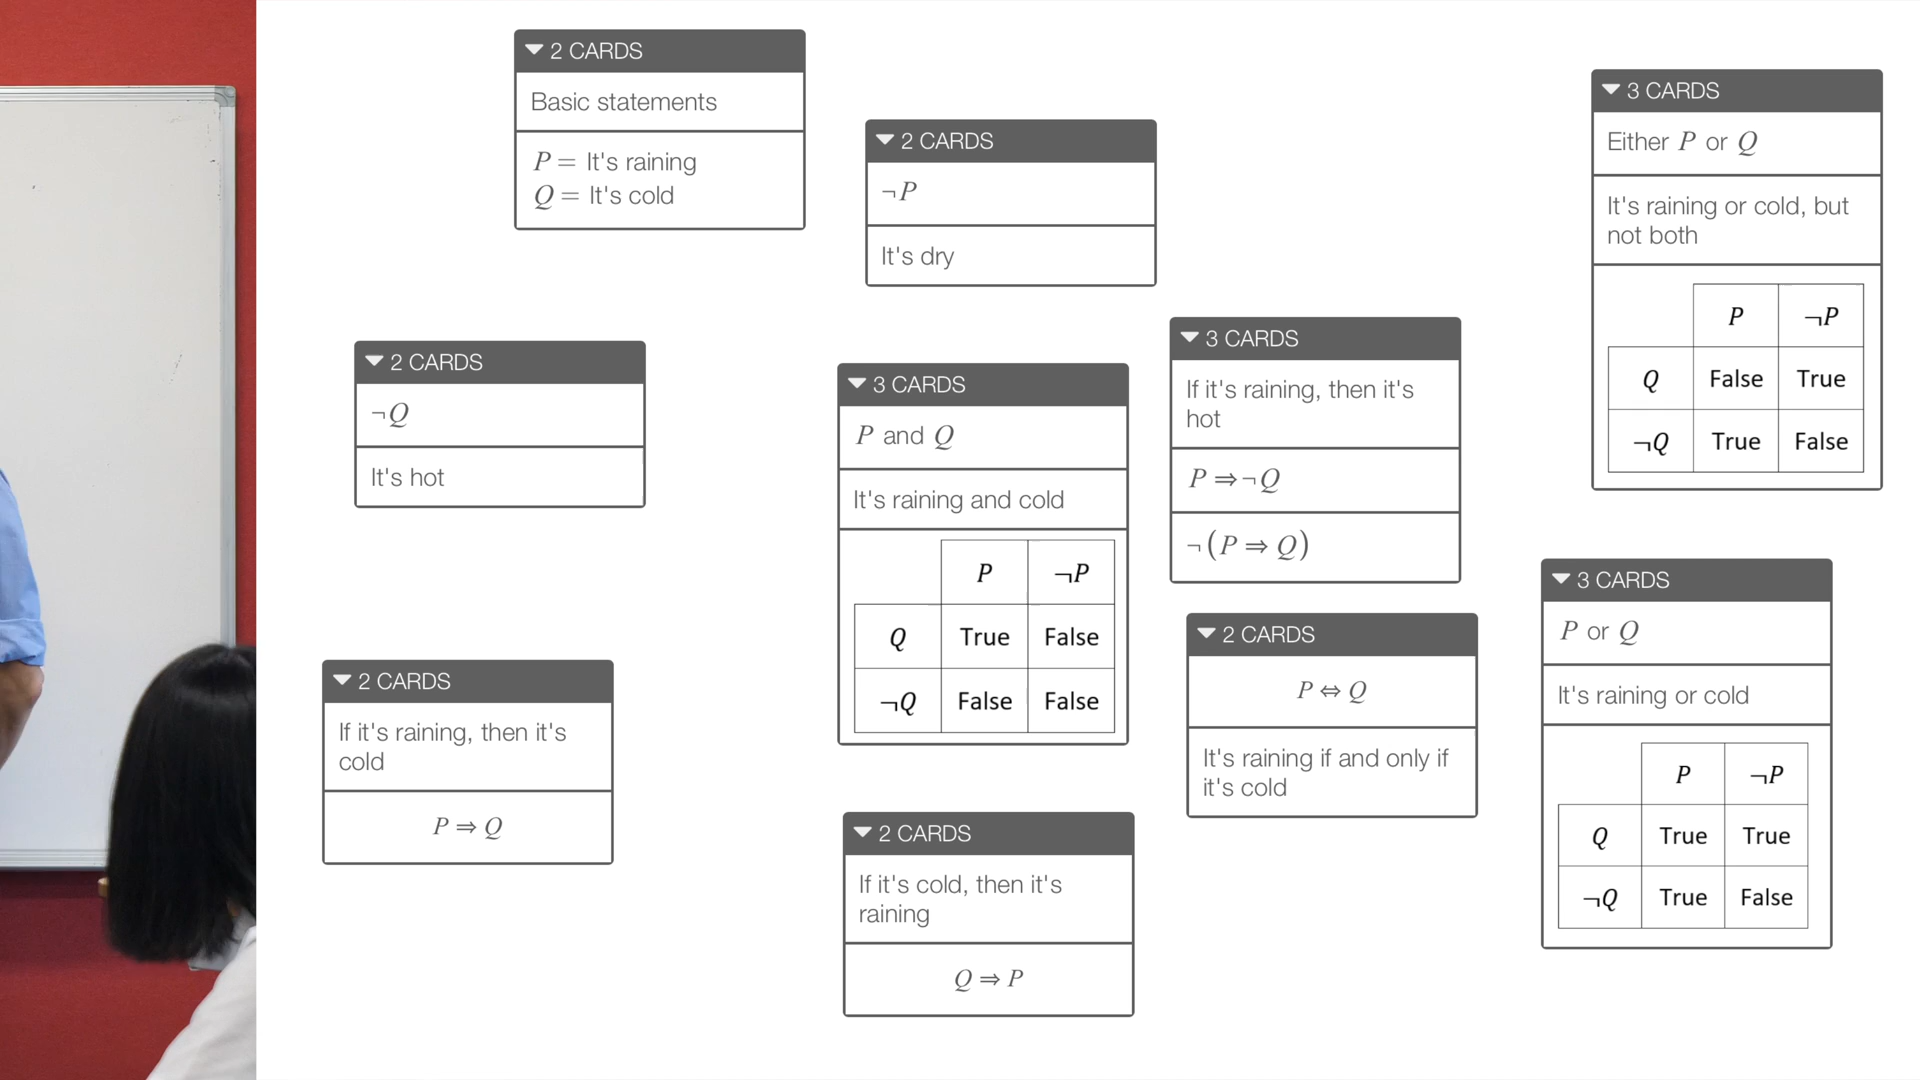 2 CARDS
Basic statements
P = It's raining
Q = It's cold
2 CARDS
¬P
It's dry
3 CARDS
Either P or Q
It's raining or cold, but
not both
P ¬P
Q False True
¬Q True False
2 CARDS
¬Q
It's hot
3 CARDS
P and Q
It's raining and cold
P ¬P
Q True False
¬Q False False
3 CARDS
If it's raining, then it's
hot
P ⇒ ¬Q
¬(P ⇒ Q)
2 CARDS
If it's raining, then it's
cold
P ⇒ Q
2 CARDS
P ⇔ Q
It's raining if and only if
it's cold
3 CARDS
P or Q
It's raining or cold
P ¬P
Q True True
¬Q True False
2 CARDS
If it's cold, then it's
raining
Q ⇒ P